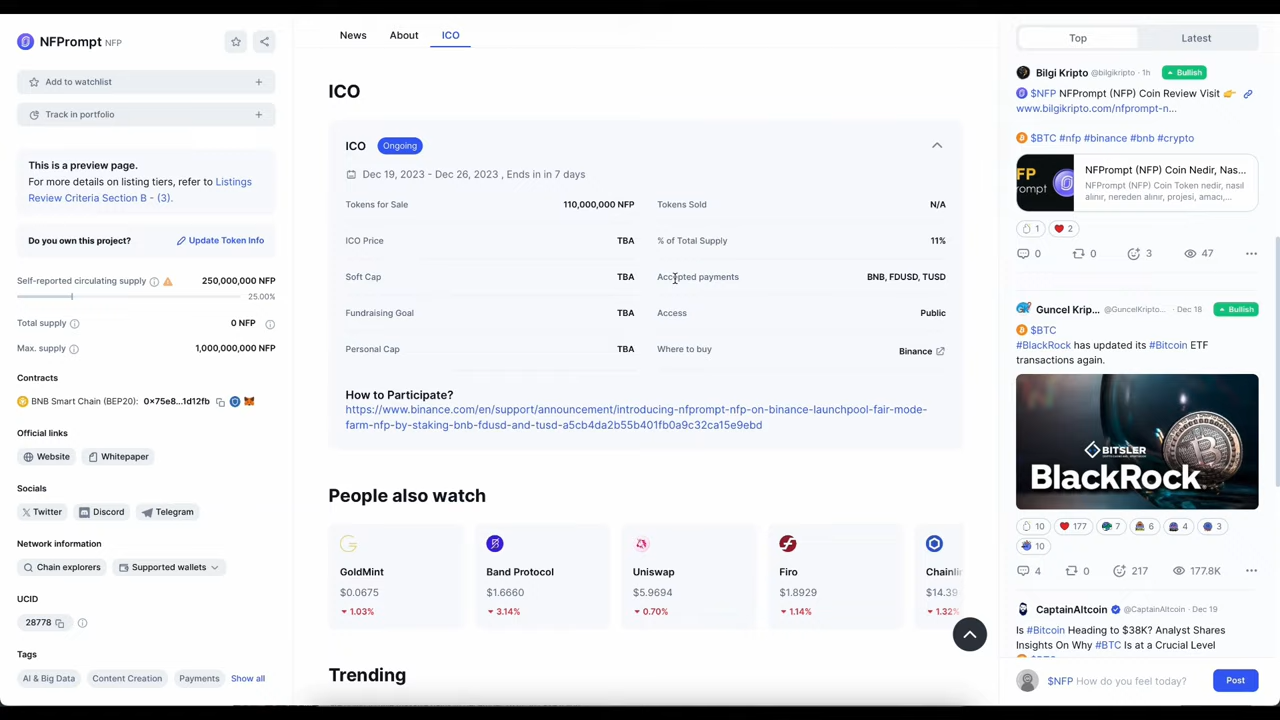 NFPrompt NFP
Add to watchlist +
Track in portfolio +
This is a preview page.
For more details on listing tiers, refer to Listings
Review Criteria Section B - (3).
Do you own this project? Update Token Info
Self-reported circulating supply 250,000,000 NFP
25.00%
Total supply 0 NFP
Max. supply 1,000,000,000 NFP
Contracts
BNB Smart Chain (BEP20): 0x75e8...1d12fb
Official links
Website Whitepaper
Socials
Twitter Discord Telegram
Network information
Chain explorers Supported wallets
UCID
28778
Tags
AI & Big Data Content Creation Payments Show all
News About ICO
ICO
ICO Ongoing
Dec 19, 2023 - Dec 26, 2023 , Ends in in 7 days
Tokens for Sale 110,000,000 NFP Tokens Sold N/A
ICO Price TBA % of Total Supply 11%
Soft Cap TBA Accepted payments BNB, FDUSD, TUSD
Fundraising Goal TBA Access Public
Personal Cap TBA Where to buy Binance
How to Participate?
https://www.binance.com/en/support/announcement/introducing-nfprompt-nfp-on-binance-launchpool-fair-mode-
farm-nfp-by-staking-bnb-fdusd-and-tusd-a5cb4da2b55b401fb0a9c32ca15e9ebd
People also watch
GoldMint Band Protocol Uniswap Firo Chainlin
$0.0675 $1.6660 $5.9694 $1.8929 $14.39
1.03% 3.14% 0.70% 1.14% 1.32%
Trending
Top Latest
Bilgi Kripto @bilgikripto · 1h Bullish
$NFP NFPrompt (NFP) Coin Review Visit
www.bilgikripto.com/nfprompt-n...
$BTC #nfp #binance #bnb #crypto
FP
rompt
NFPrompt (NFP) Coin Nedir, Nas...
NFPrompt (NFP) Coin Token nedir, nasıl
alınır, nereden alınır, projesi, amacı,...
1 2
0 0 3 47
Guncel Krip... @GuncelKripto... · Dec 18 Bullish
$BTC
#BlackRock has updated its #Bitcoin ETF
transactions again.
BITSLER
BlackRock.
10 177 7 6 4 3
10
4 0 217 177.8K
CaptainAltcoin @CaptainAltcoin · Dec 19
Is #Bitcoin Heading to $38K? Analyst Shares
Insights On Why #BTC Is at a Crucial Level
$NFP How do you feel today? Post